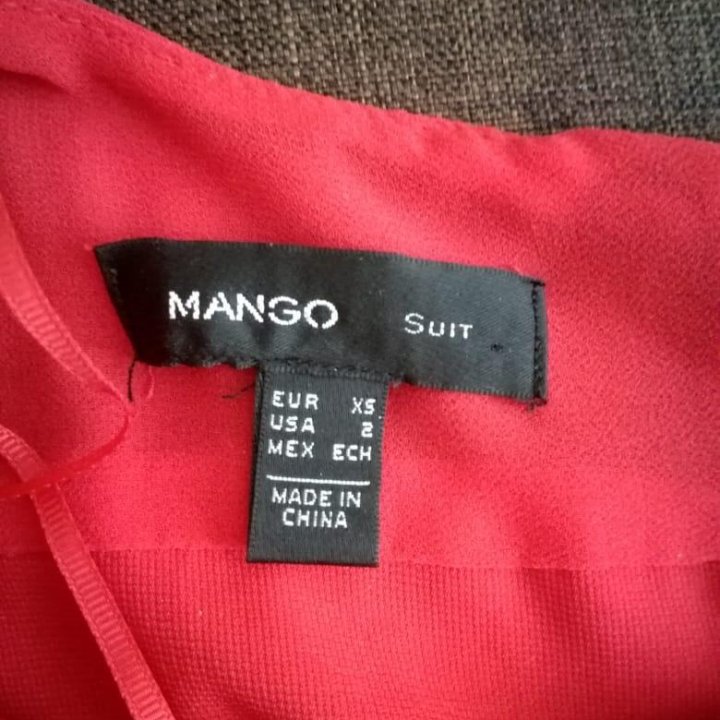 MANGO SUIT
EUR XS
USA 2
MEX ECH
MADE IN
CHINA